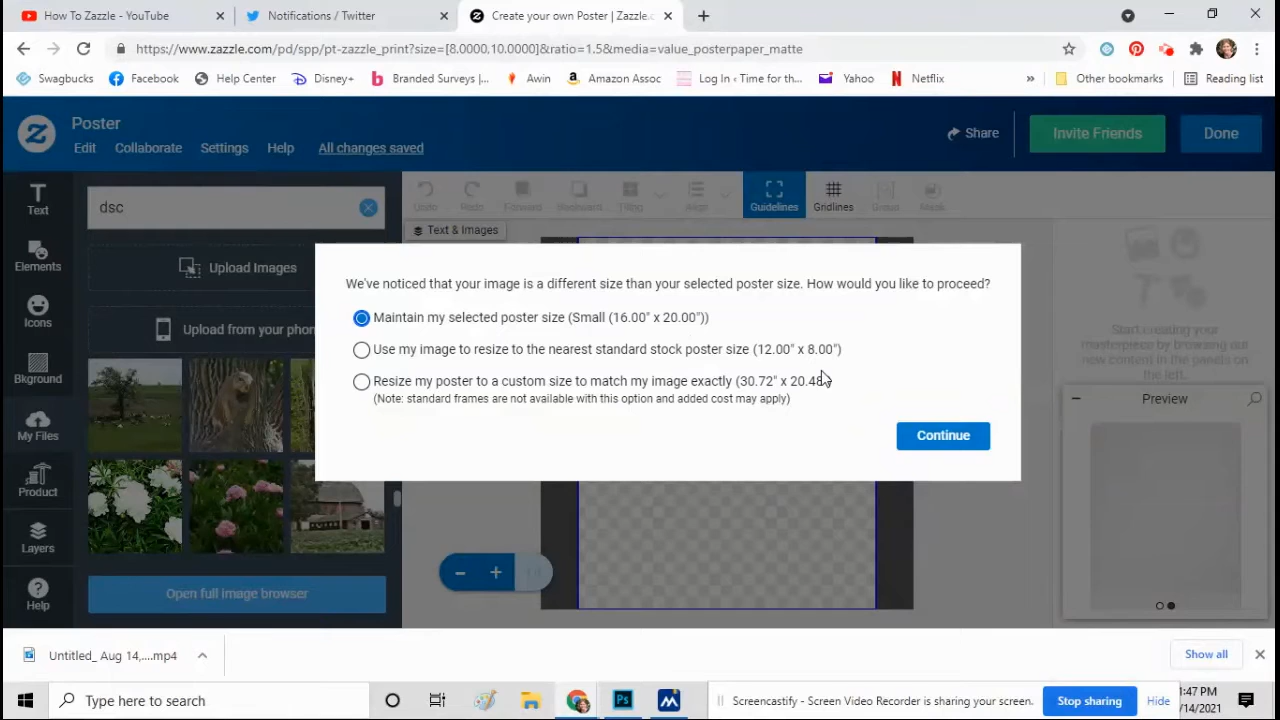 How To Zazzle - YouTube
Notifications / Twitter
Create your own Poster | Zazzle.c
https://www.zazzle.com/pd/spp/pt-zazzle_print?size=[8.0000,10.0000]&ratio=1.5&media=value_posterpaper_matte
Swagbucks
Facebook
Help Center
Disney+
Branded Surveys |...
Awin
Amazon Assoc
Log In ‹ Time for th...
Yahoo
Netflix
»
Other bookmarks
Reading list
Poster
Edit
Collaborate
Settings
Help
All changes saved
Share
Invite Friends
Done
Text
dsc
Undo
Redo
Forward
Tiling
Align
Guidelines
Gridlines
Group
Text & Images
Elements
Upload Images
Icons
Upload from your phon
Bkground
My Files
Product
Layers
Help
Open full image browser
We've noticed that your image is a different size than your selected poster size. How would you like to proceed?
Maintain my selected poster size (Small (16.00" x 20.00"))
Use my image to resize to the nearest standard stock poster size (12.00" x 8.00")
Resize my poster to a custom size to match my image exactly (30.72" x 20.48")
(Note: standard frames are not available with this option and added cost may apply)
Continue
Start creating your
masterpiece by browsing
our new content in the panels on
the left.
Preview
Untitled_ Aug 14,....mp4
Show all
Type here to search
Screencastify - Screen Video Recorder is sharing your screen.
Stop sharing
Hide
:47 PM
/14/2021